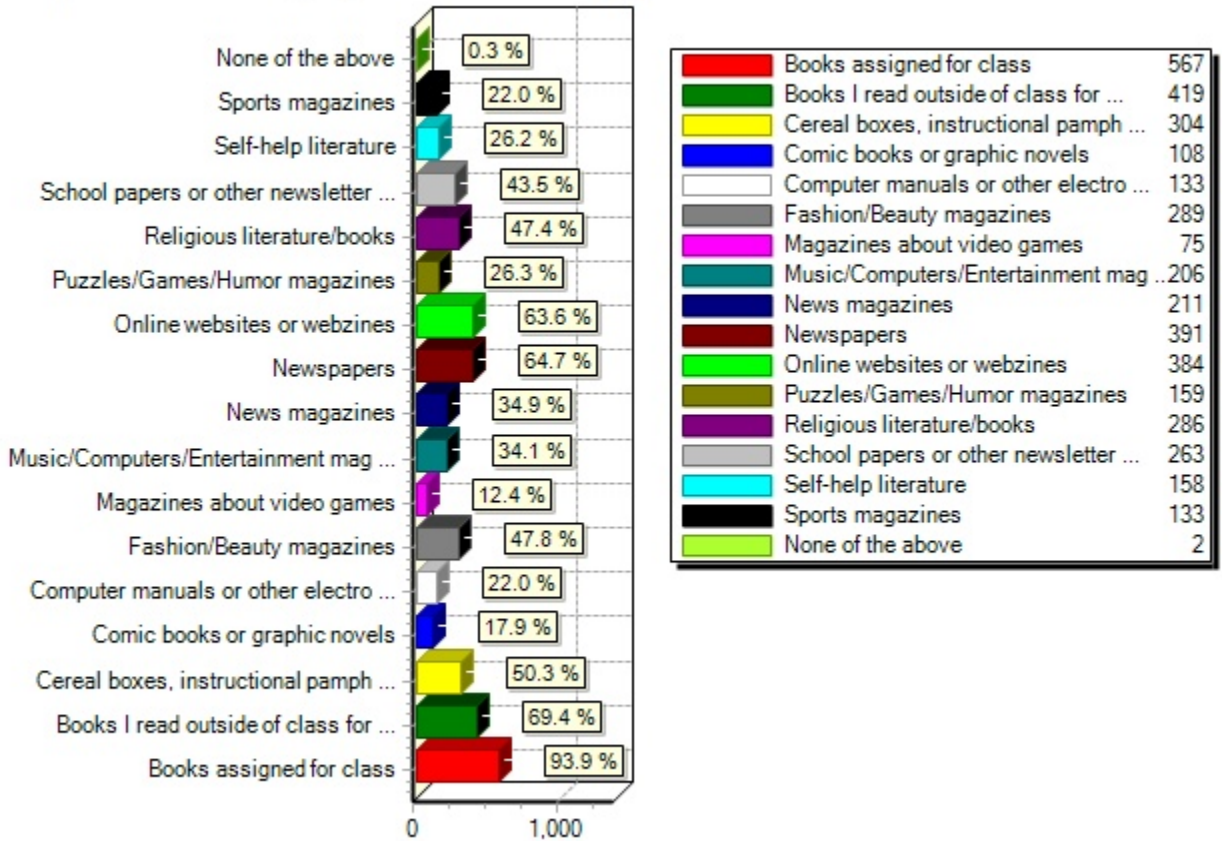 None of the above 0.3 %
Sports magazines 22.0 %
Self-help literature 26.2 %
School papers or other newsletter ... 43.5 %
Religious literature/books 47.4 %
Puzzles/Games/Humor magazines 26.3 %
Online websites or webzines 63.6 %
Newspapers 64.7 %
News magazines 34.9 %
Music/Computers/Entertainment mag ... 34.1 %
Magazines about video games 12.4 %
Fashion/Beauty magazines 47.8 %
Computer manuals or other electro ... 22.0 %
Comic books or graphic novels 17.9 %
Cereal boxes, instructional pamph ... 50.3 %
Books I read outside of class for ... 69.4 %
Books assigned for class 93.9 %
0 1,000
Books assigned for class 567
Books I read outside of class for ... 419
Cereal boxes, instructional pamph ... 304
Comic books or graphic novels 108
Computer manuals or other electro ... 133
Fashion/Beauty magazines 289
Magazines about video games 75
Music/Computers/Entertainment mag ... 206
News magazines 211
Newspapers 391
Online websites or webzines 384
Puzzles/Games/Humor magazines 159
Religious literature/books 286
School papers or other newsletter ... 263
Self-help literature 158
Sports magazines 133
None of the above 2